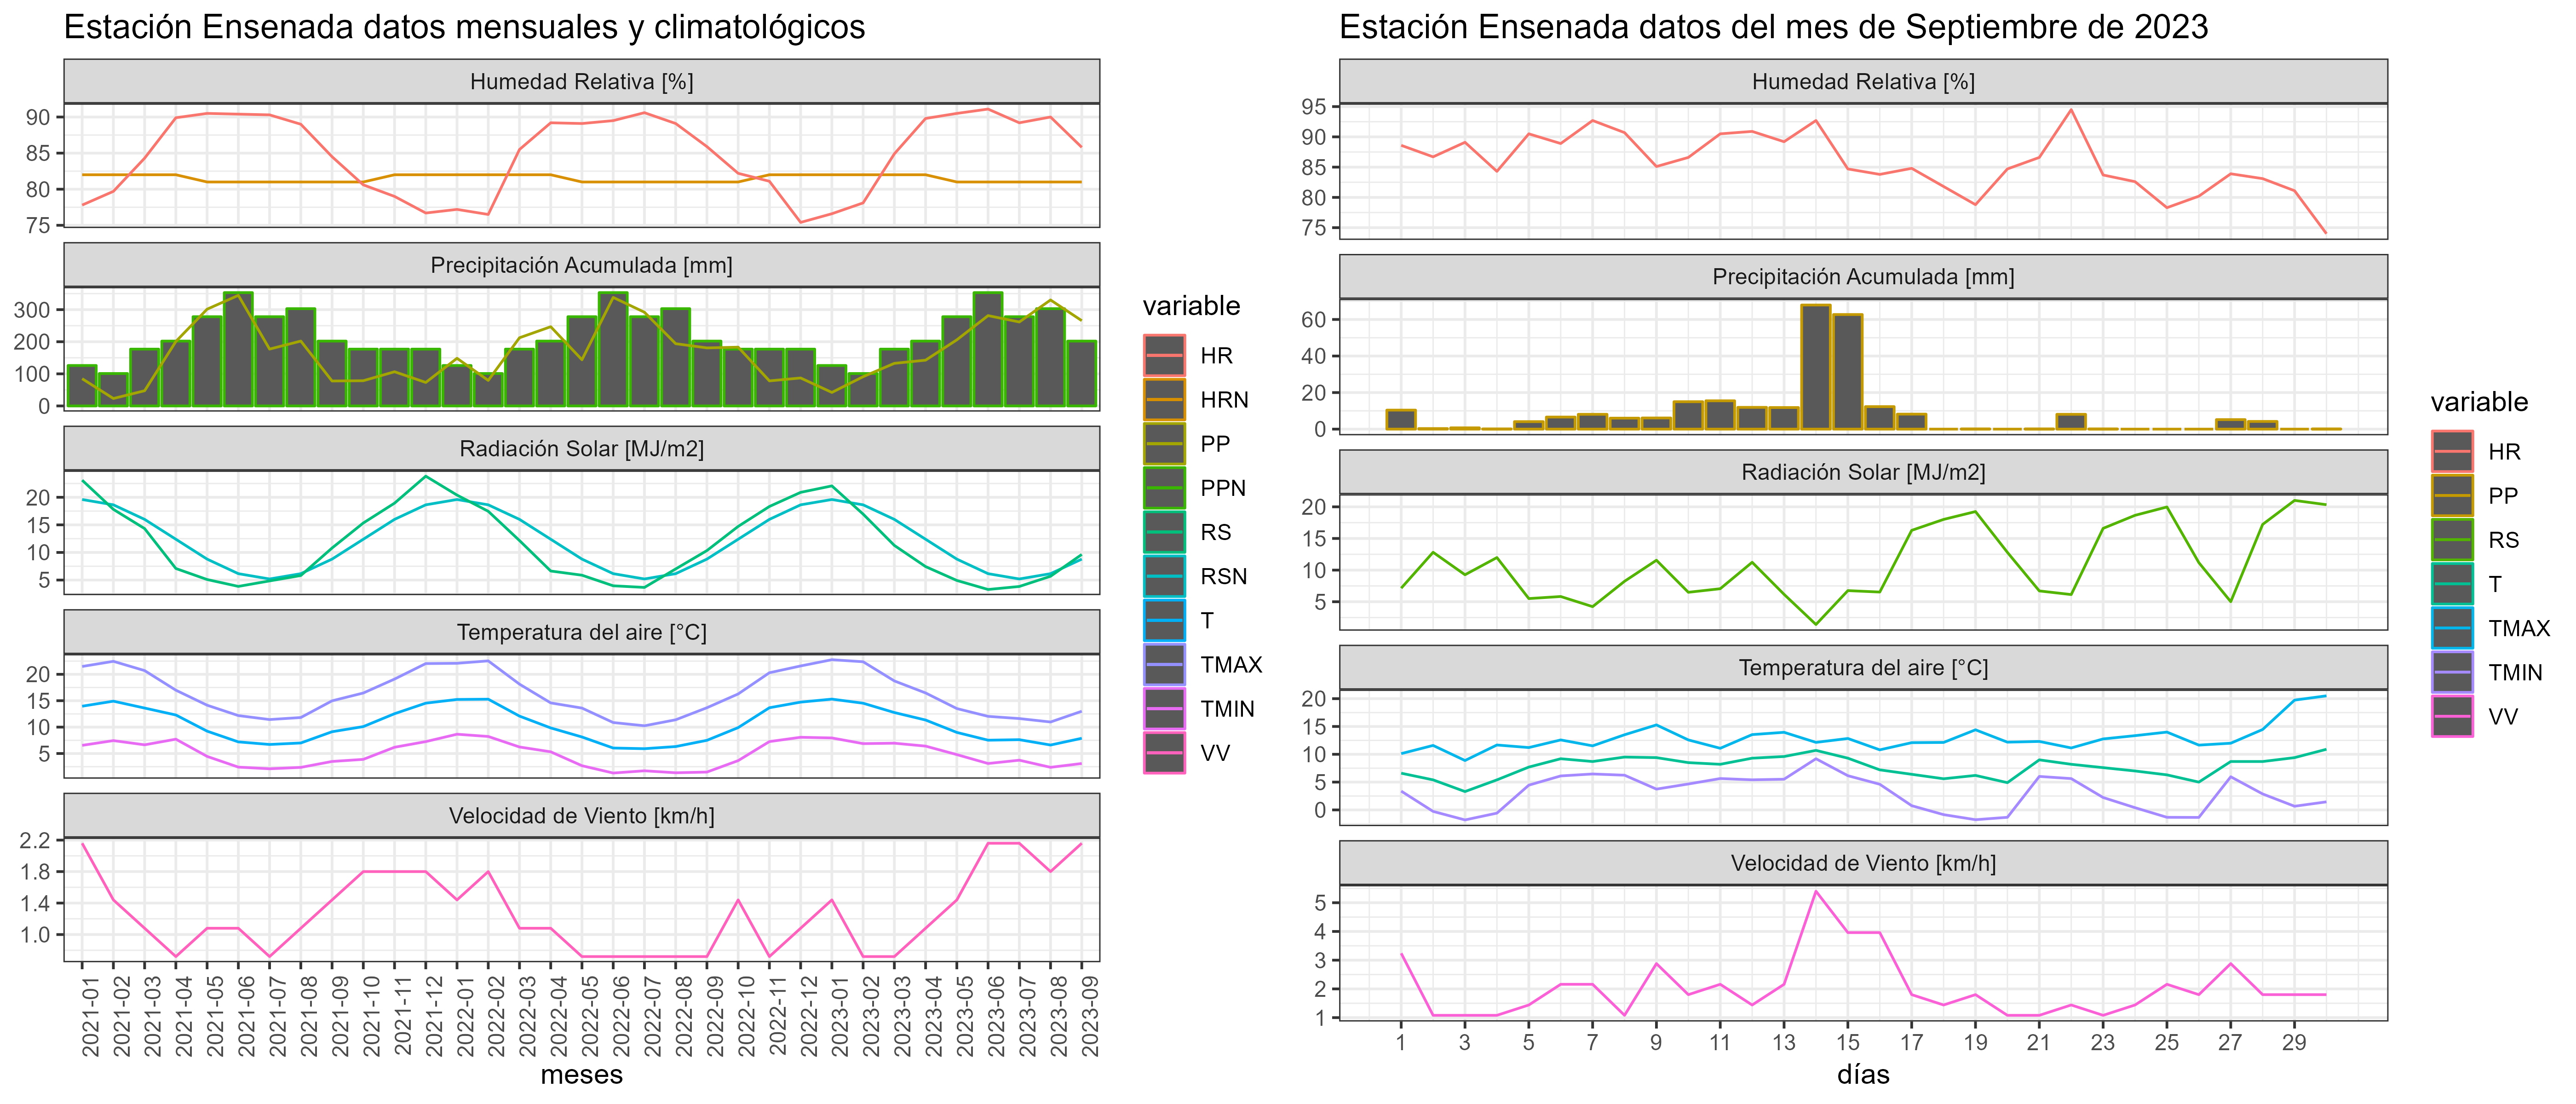 Estación Ensenada datos mensuales y climatológicos
Humedad Relativa [%]
90
85
80
75
Precipitación Acumulada [mm]
300
200
100
0
Radiación Solar [MJ/m2]
20
15
10
5
Temperatura del aire [°C]
20
15
10
5
Velocidad de Viento [km/h]
2.2
1.8
1.4
1.0
2021-01
2021-02
2021-03
2021-04
2021-05
2021-06
2021-07
2021-08
2021-09
2021-10
2021-11
2021-12
2022-01
2022-02
2022-03
2022-04
2022-05
2022-06
2022-07
2022-08
2022-09
2022-10
2022-11
2022-12
2023-01
2023-02
2023-03
2023-04
2023-05
2023-06
2023-07
2023-08
2023-09
meses
variable
HR
HRN
PP
PPN
RS
RSN
T
TMAX
TMIN
VV
Estación Ensenada datos del mes de Septiembre de 2023
Humedad Relativa [%]
95
90
85
80
75
Precipitación Acumulada [mm]
60
40
20
0
Radiación Solar [MJ/m2]
20
15
10
5
Temperatura del aire [°C]
20
15
10
5
0
Velocidad de Viento [km/h]
5
4
3
2
1
1 3 5 7 9 11 13 15 17 19 21 23 25 27 29
días
variable
HR
PP
RS
T
TMAX
TMIN
VV